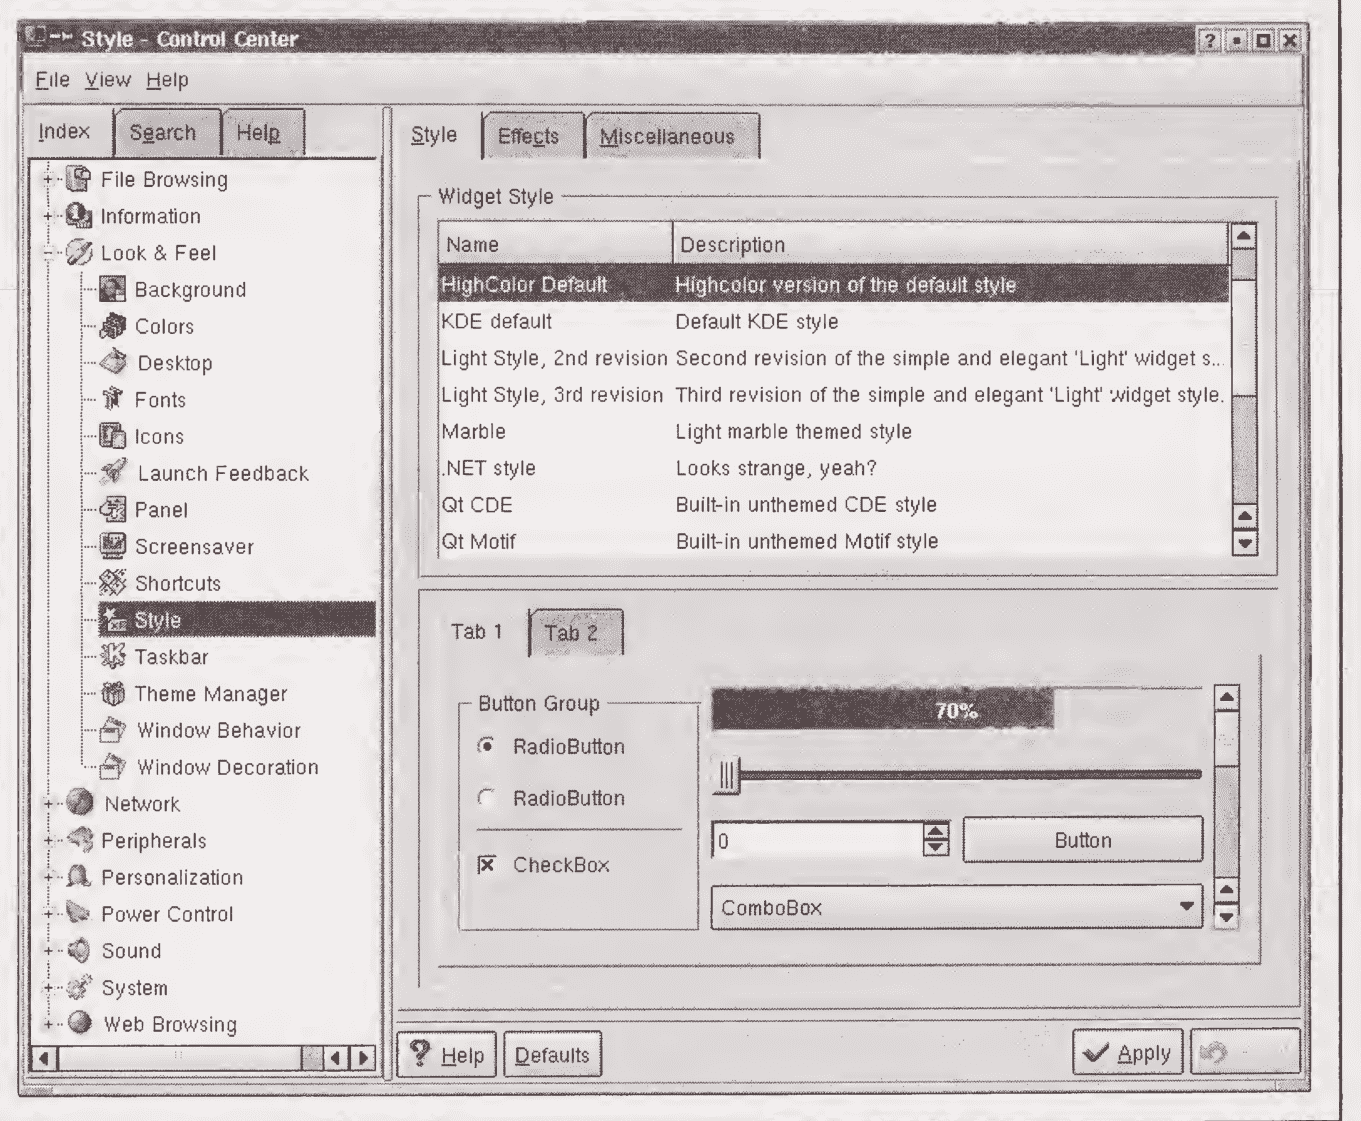 Style - Control Center
File View Help
Index Search Help
File Browsing
Information
Look & Feel
Background
Colors
Desktop
Fonts
Icons
Launch Feedback
Panel
Screensaver
Shortcuts
Style
Taskbar
Theme Manager
Window Behavior
Window Decoration
Network
Peripherals
Personalization
Power Control
Sound
System
Web Browsing
Style Effects Miscellaneous
Widget Style
Name Description
HighColor Default Highcolor version of the default style
KDE default Default KDE style
Light Style, 2nd revision Second revision of the simple and elegant 'Light' widget s...
Light Style, 3rd revision Third revision of the simple and elegant 'Light' widget style.
Marble Light marble themed style
.NET style Looks strange, yeah?
Qt CDE Built-in unthemed CDE style
Qt Motif Built-in unthemed Motif style
Tab 1 Tab 2
Button Group
RadioButton
RadioButton
CheckBox
70%
0 Button
ComboBox
Help Defaults Apply